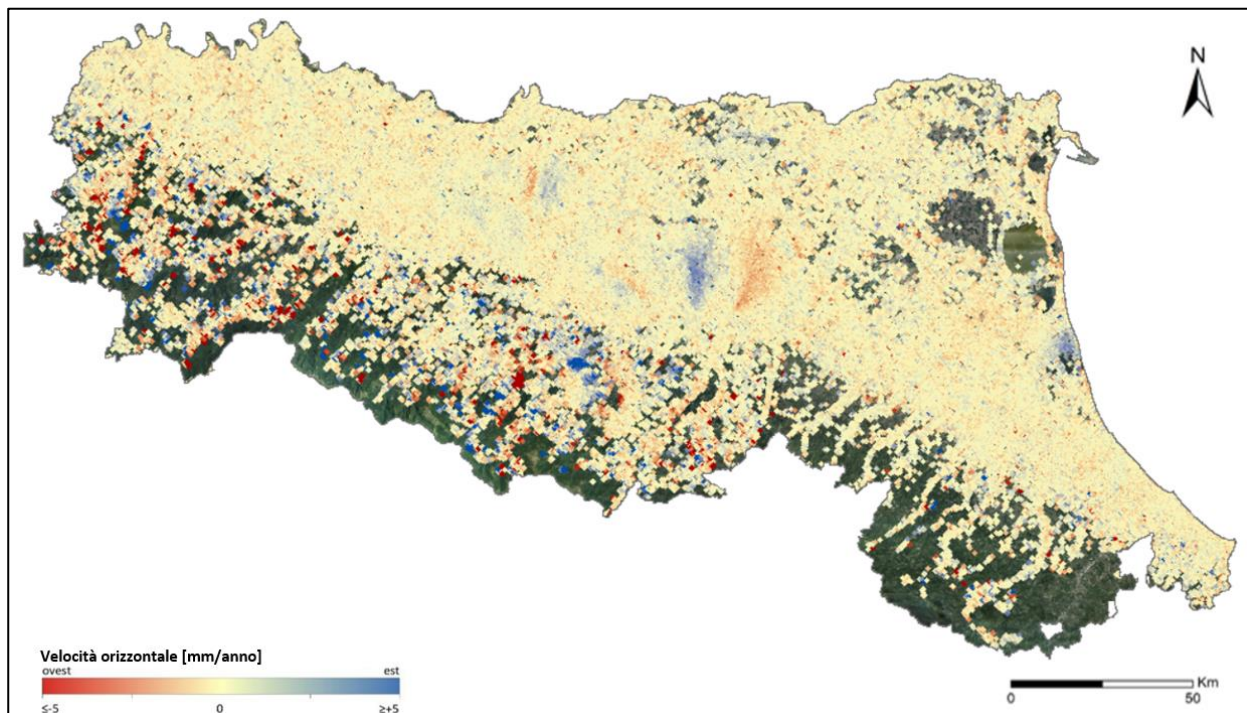 N
Velocità orizzontale [mm/anno]
ovest est
≤-5 0 ≥+5
Km
0 50